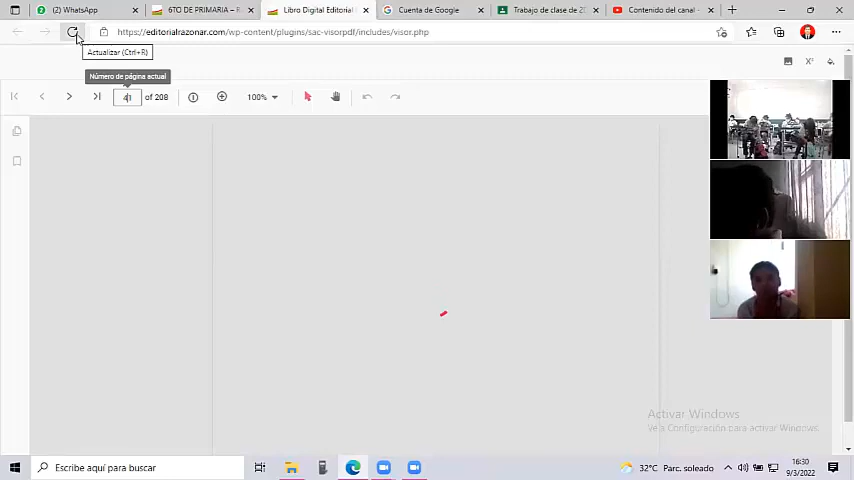 (2) WhatsApp
6TO DE PRIMARIA – R
Libro Digital Editorial
Cuenta de Google
Trabajo de clase de 2D
Contenido del canal -
https://editorialrazonar.com/wp-content/plugins/sac-visorpdf/includes/visor.php
Actualizar (Ctrl+R)
Número de página actual
41 of 208
100%
Activar Windows
Ve a Configuración para activar Windows.
Escribe aquí para buscar
32°C Parc. soleado
16:30
9/3/2022